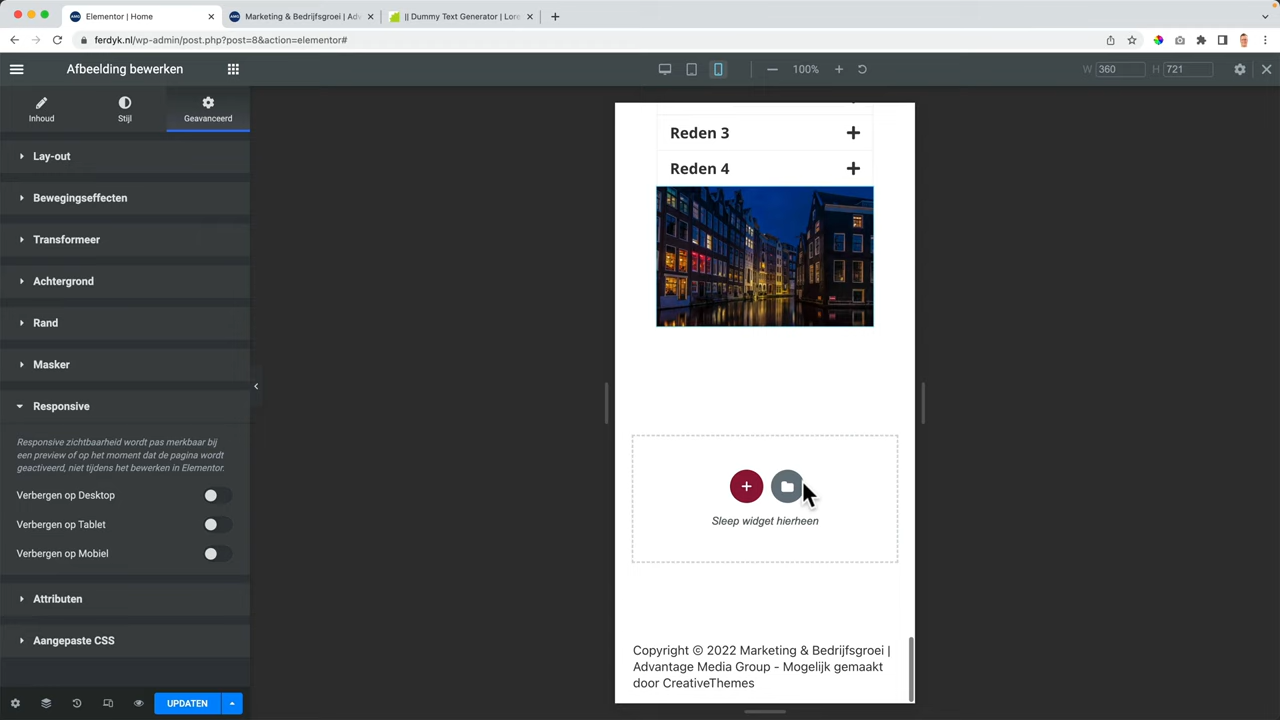 Elementor | Home
Marketing & Bedrijfsgroei | Adv
|| Dummy Text Generator | Lore
ferdyk.nl/wp-admin/post.php?post=8&action=elementor#
Afbeelding bewerken
100%
W 360
H 721
Inhoud
Stijl
Geavanceerd
Lay-out
Bewegingseffecten
Transformeer
Achtergrond
Rand
Masker
Responsive
Responsive zichtbaarheid wordt pas merkbaar bij
een preview of op het moment dat de pagina wordt
geactiveerd, niet tijdens het bewerken in Elementor.
Verbergen op Desktop
Verbergen op Tablet
Verbergen op Mobiel
Attributen
Aangepaste CSS
UPDATEN
Reden 3
Reden 4
Sleep widget hierheen
Copyright © 2022 Marketing & Bedrijfsgroei |
Advantage Media Group - Mogelijk gemaakt
door CreativeThemes